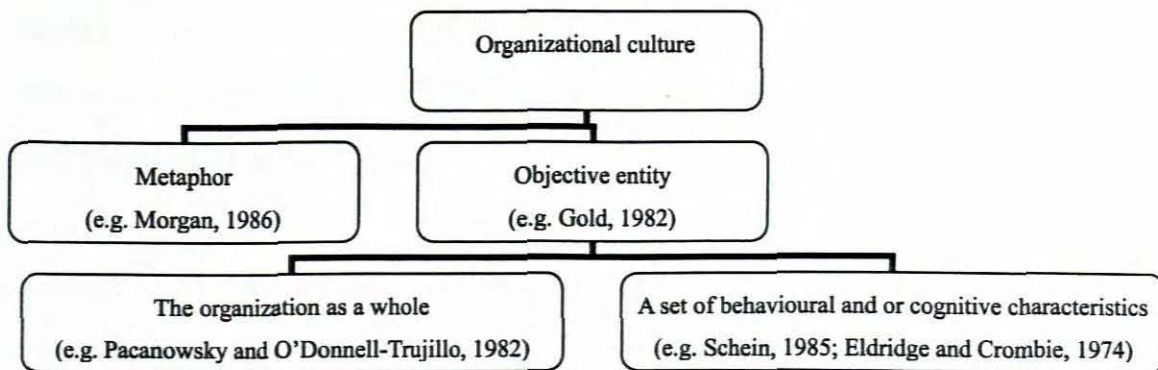 Organizational culture
Metaphor
(e.g. Morgan, 1986)
Objective entity
(e.g. Gold, 1982)
The organization as a whole
(e.g. Pacanowsky and O'Donnell-Trujillo, 1982)
A set of behavioural and or cognitive characteristics
(e.g. Schein, 1985; Eldridge and Crombie, 1974)